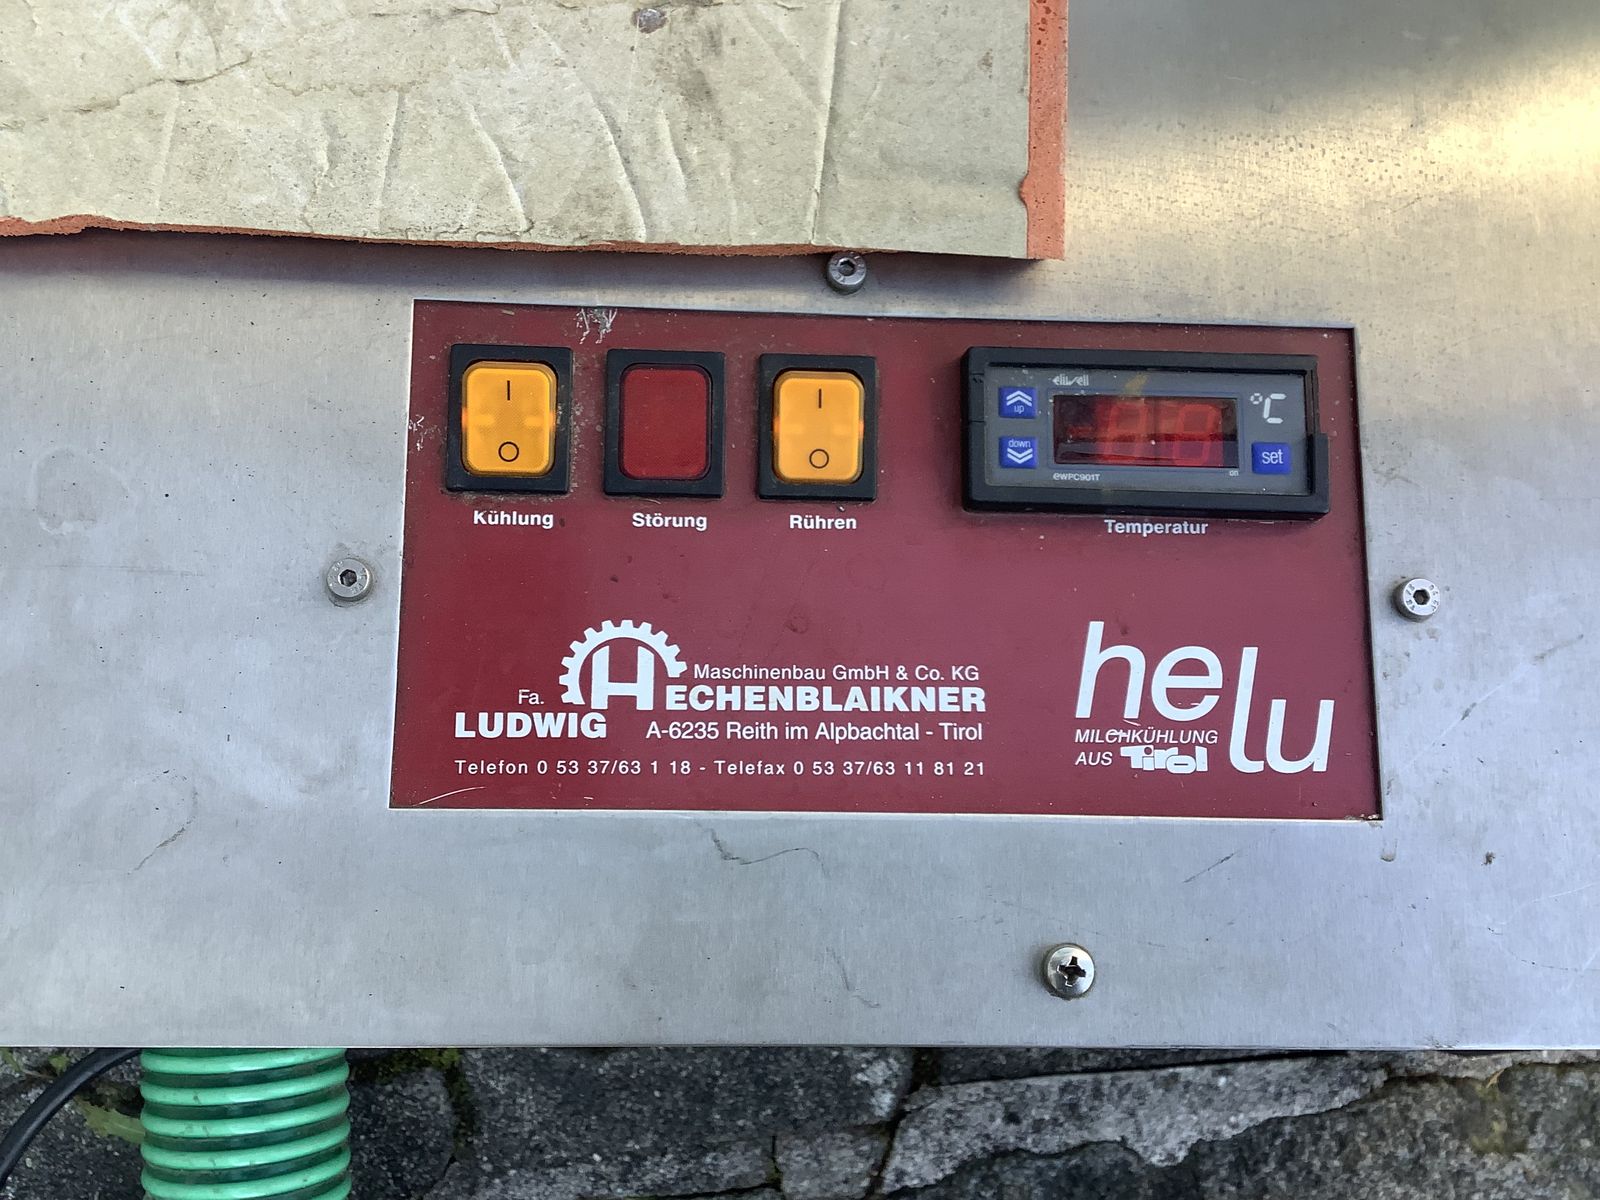 I
O
I
O
eliwell
up
down
°C
set
on
eWPC901T
Kühlung
Störung
Rühren
Temperatur
Maschinenbau GmbH & Co. KG
Fa.
LUDWIG HECHENBLAIKNER
A-6235 Reith im Alpbachtal - Tirol
Telefon 0 53 37/63 1 18 - Telefax 0 53 37/63 11 81 21
helu
MILCHKÜHLUNG
AUS Tirol